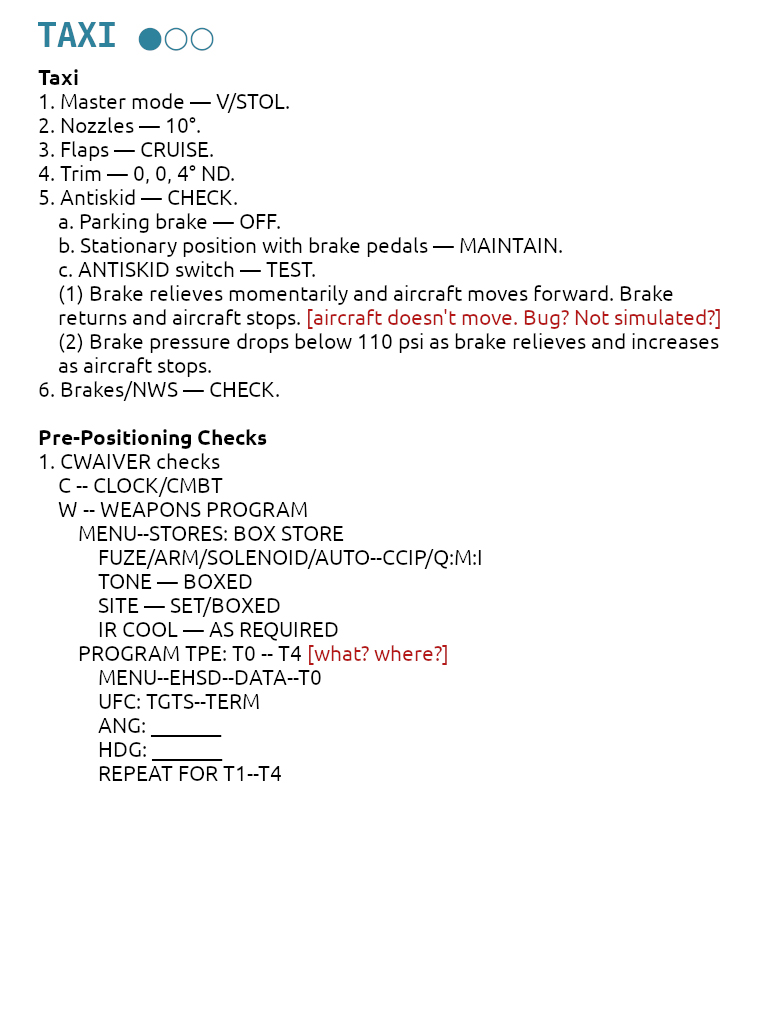 TAXI ●○○
Taxi
1. Master mode — V/STOL.
2. Nozzles — 10°.
3. Flaps — CRUISE.
4. Trim — 0, 0, 4° ND.
5. Antiskid — CHECK.
a. Parking brake — OFF.
b. Stationary position with brake pedals — MAINTAIN.
c. ANTISKID switch — TEST.
(1) Brake relieves momentarily and aircraft moves forward. Brake
returns and aircraft stops. [aircraft doesn't move. Bug? Not simulated?]
(2) Brake pressure drops below 110 psi as brake relieves and increases
as aircraft stops.
6. Brakes/NWS — CHECK.
Pre-Positioning Checks
1. CWAIVER checks
C -- CLOCK/CMBT
W -- WEAPONS PROGRAM
MENU--STORES: BOX STORE
FUZE/ARM/SOLENOID/AUTO--CCIP/Q:M:I
TONE — BOXED
SITE — SET/BOXED
IR COOL — AS REQUIRED
PROGRAM TPE: T0 -- T4 [what? where?]
MENU--EHSD--DATA--T0
UFC: TGTS--TERM
ANG: _______
HDG: _______
REPEAT FOR T1--T4